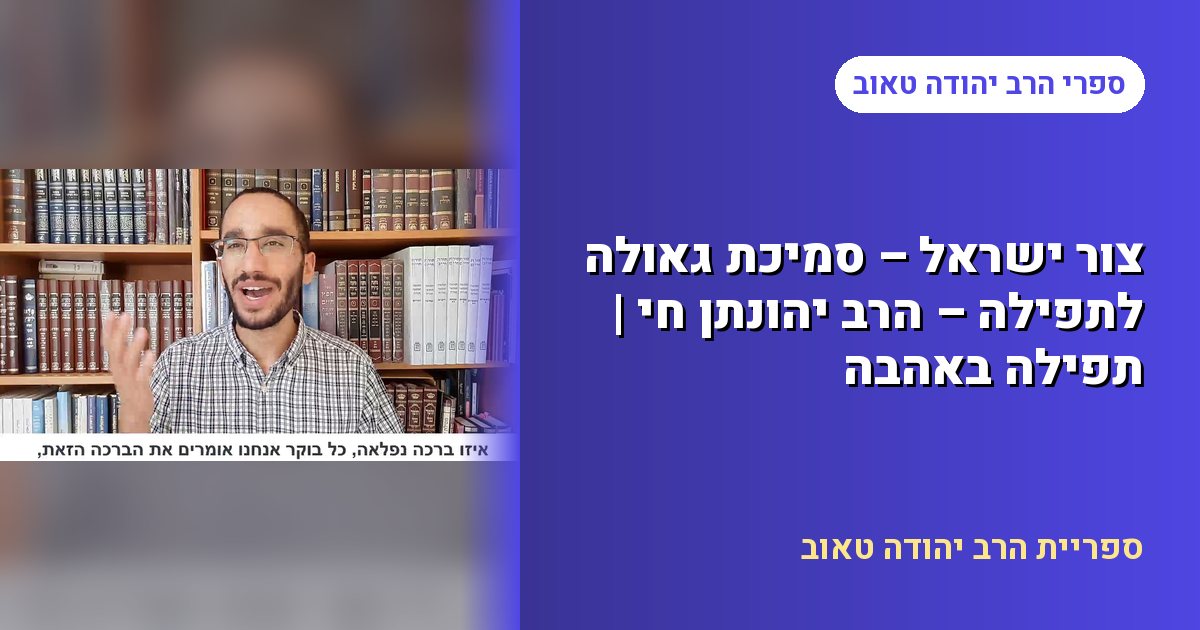 ספרי הרב יהודה טאוב
צור ישראל – סמיכת גאולה
לתפילה – הרב יהונתן חי |
תפילה באהבה
ספריית הרב יהודה טאוב
איזו ברכה נפלאה, כל בוקר אנחנו אומרים את הברכה הזאת,